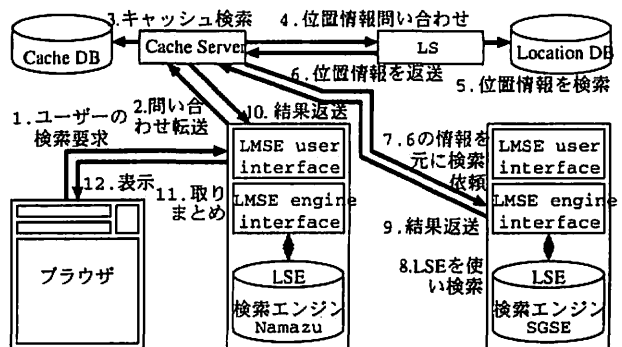 3.キャッシュ検索
4.位置情報問い合わせ
Cache DB
Cache Server
LS
Location DB
6.位置情報を返送
5.位置情報を検索
1.ユーザーの
検索要求
2.問い合
わせ転送
10.結果返送
LMSE user
interface
7.6の情報を
元に検索
依頼
LMSE user
interface
12.表示
11.取り
まとめ
LMSE engine
interface
LMSE engine
interface
9.結果返送
ブラウザ
LSE
検索エンジン
Namazu
8.LSEを使
い検索
LSE
検索エンジン
SGSE